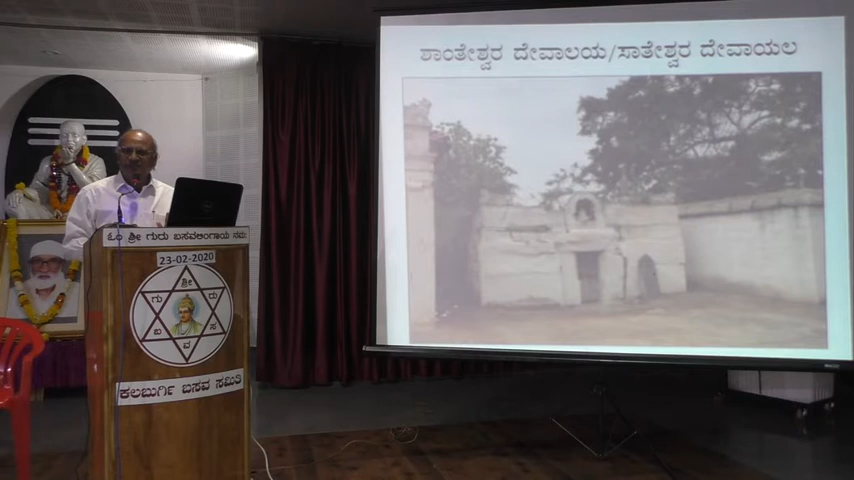 ಶಾಂತೇಶ್ವರ ದೇವಾಲಯ/ಸಾತೇಶ್ವರ ದೇವಾಯಲ
ಓಂ ಶ್ರೀ ಗುರು ಬಸವಲಿಂಗಾಯ ನಮಃ
23-02-2020
ಶ್ರೀ
ಗು ರು
ಬ ಸ
ವ
ಕಲಬುರ್ಗಿ ಬಸವ ಸಮಿತಿ